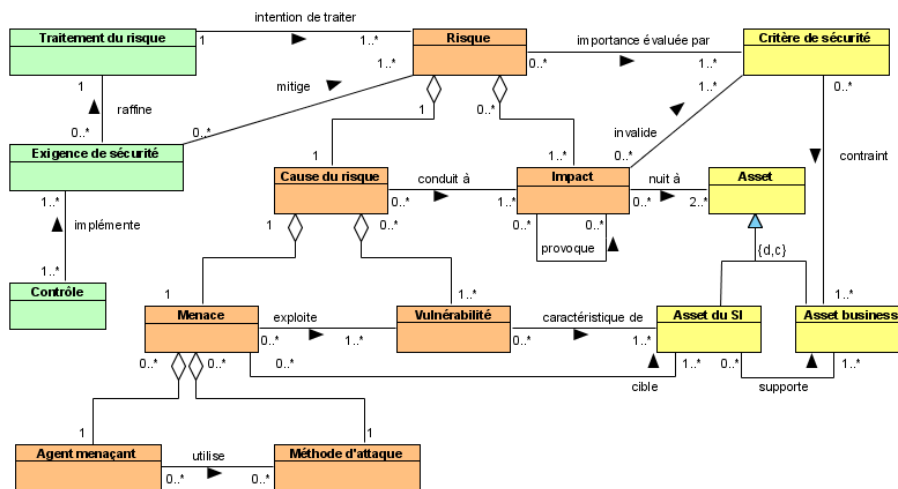 intention de traiter
Traitement du risque
1
1..*
Risque
importance évaluée par
0..*
1..*
Critère de sécurité
1..*
mitige
1..*
0..*
1
raffine
0..*
0..*
1
1..*
invalide
contraint
Exigence de sécurité
1
1..*
0..*
Cause du risque
conduit à
0..*
1..*
Impact
nuit à
0..*
2..*
Asset
1..*
implémente
1
0..*
0..*
0..*
provoque
{d,c}
1..*
Contrôle
1
1..*
1..*
Menace
exploite
0..*
1..*
Vulnérabilité
caractéristique de
0..*
1..*
Asset du SI
Asset business
0..*
0..*
0..*
1..*
0..*
1..*
cible
supporte
1
1
Agent menaçant
utilise
0..*
0..*
Méthode d'attaque